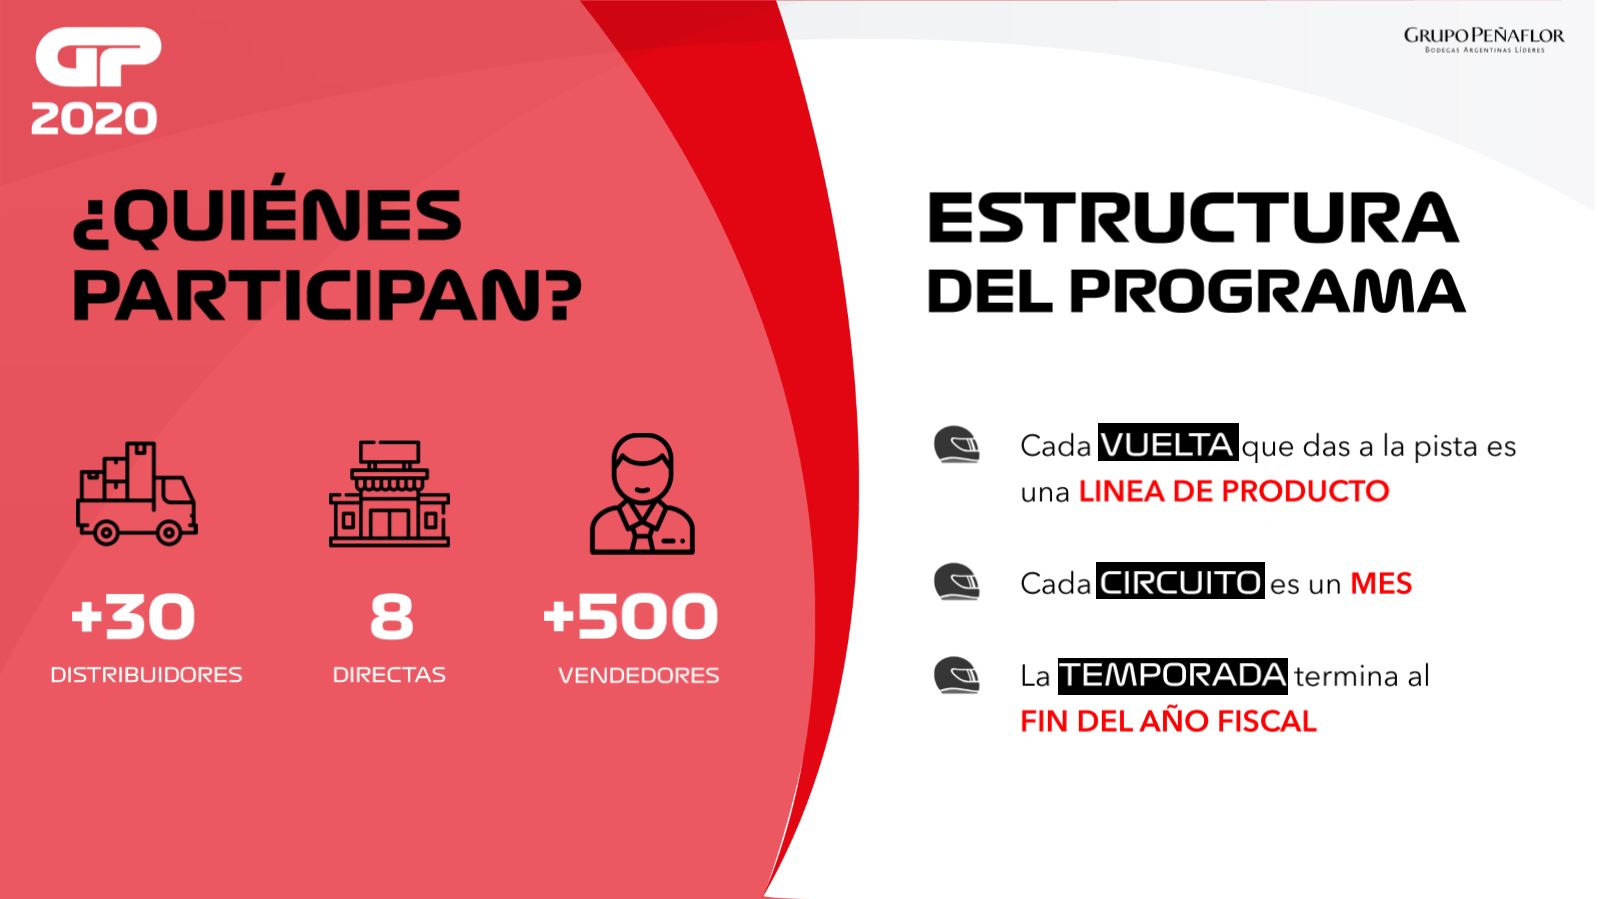 GP
2020
GRUPO PEÑAFLOR
BODEGAS ARGENTINAS LÍDERES
¿QUIÉNES
PARTICIPAN?
+30
DISTRIBUIDORES
8
DIRECTAS
+500
VENDEDORES
ESTRUCTURA
DEL PROGRAMA
Cada VUELTA que das a la pista es
una LINEA DE PRODUCTO
Cada CIRCUITO es un MES
La TEMPORADA termina al
FIN DEL AÑO FISCAL